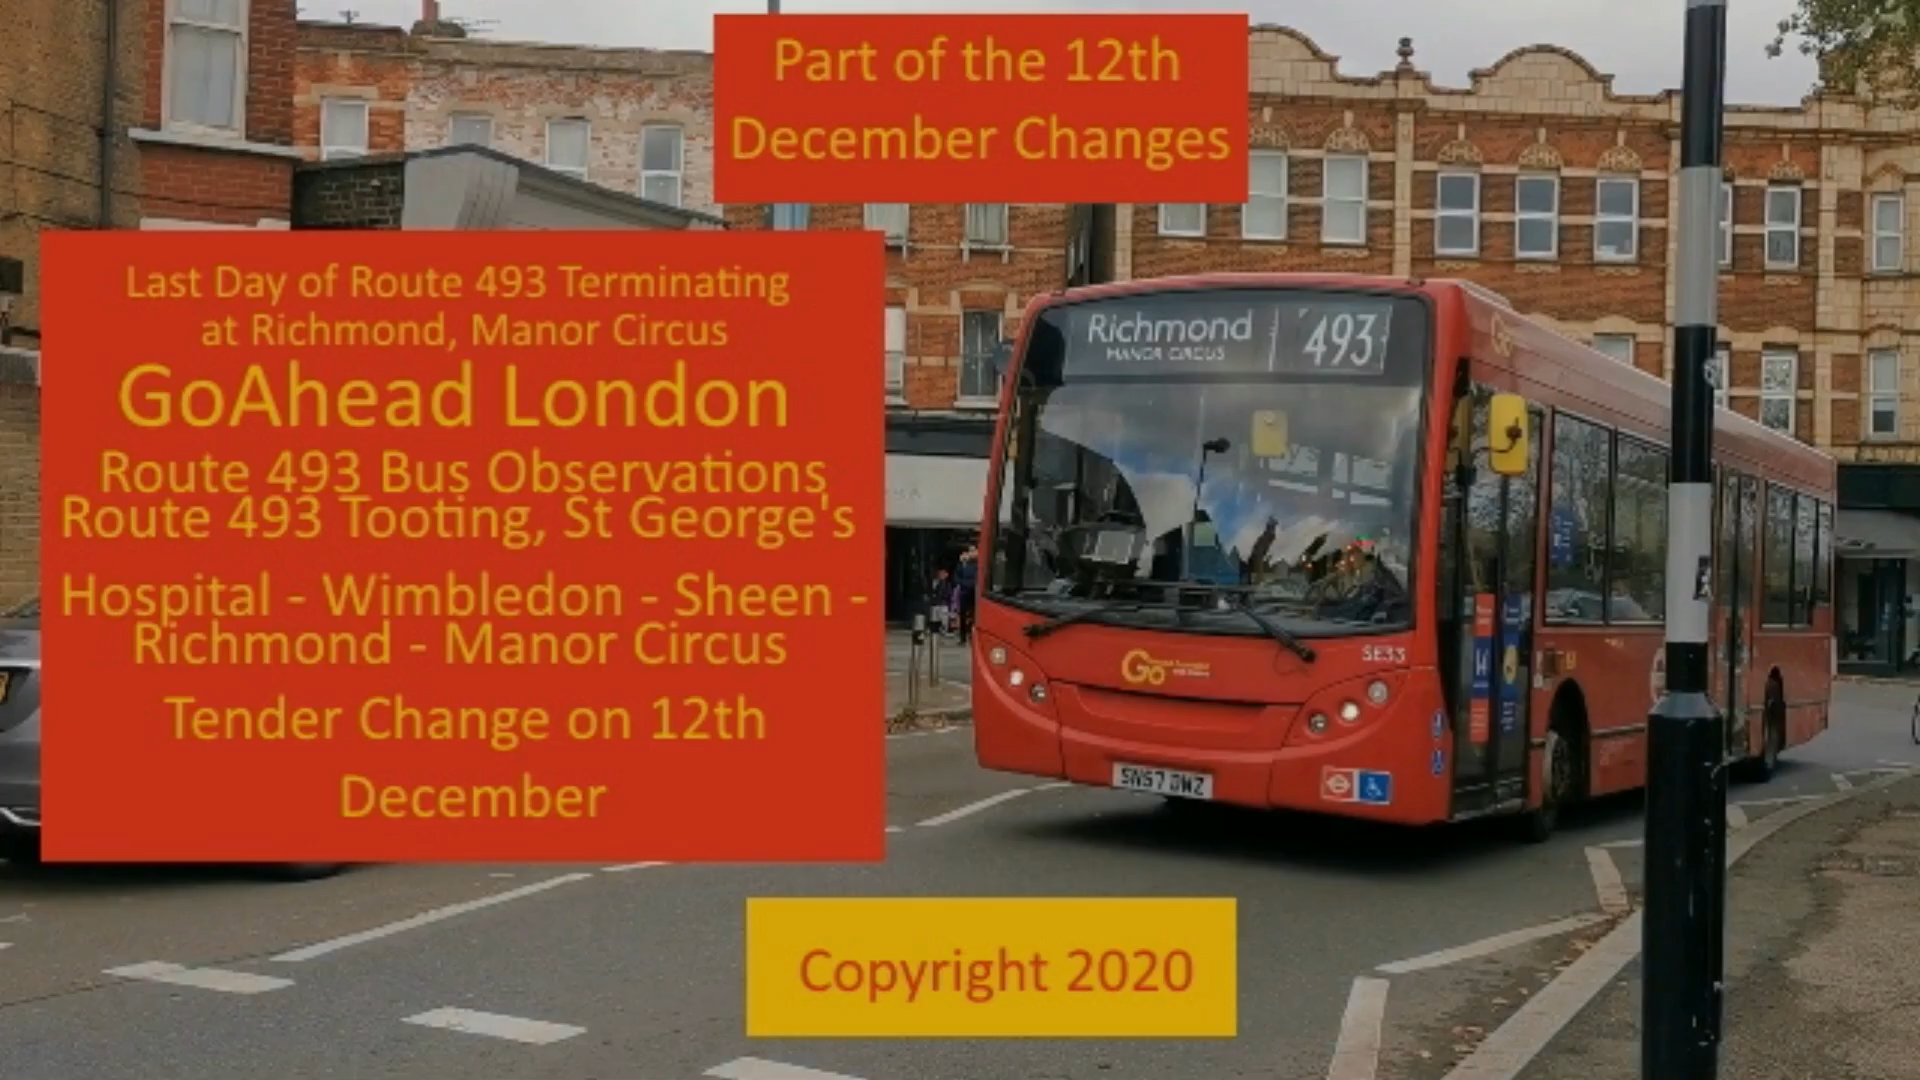 Part of the 12th
December Changes
Last Day of Route 493 Terminating
at Richmond, Manor Circus
GoAhead London
Route 493 Bus Observations
Route 493 Tooting, St George's
Hospital - Wimbledon - Sheen -
Richmond - Manor Circus
Tender Change on 12th
December
Richmond 493
MANOR CIRCUS
Go
SE33
SN57 DWZ
Copyright 2020